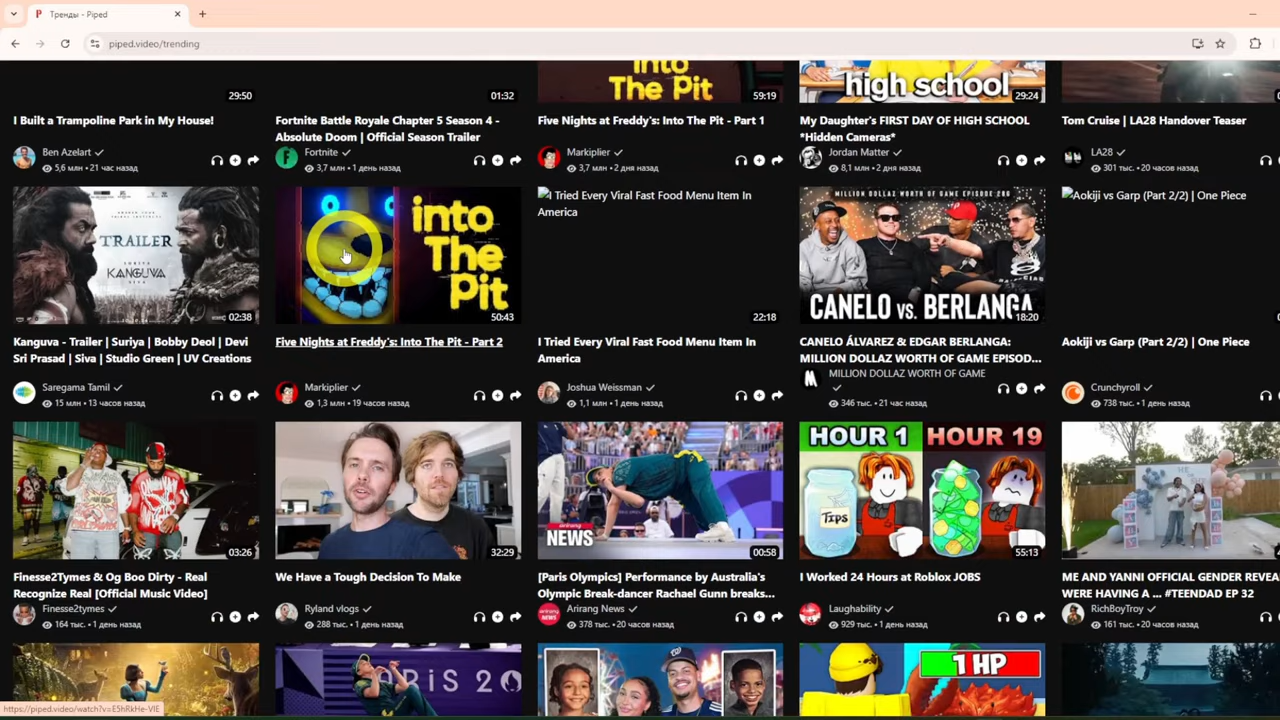 Тренды - Piped
piped.video/trending
into
The Pit
high school
29:50
01:32
59:19
29:24
I Built a Trampoline Park in My House!
Ben Azelart
5,6 млн • 21 час назад
Fortnite Battle Royale Chapter 5 Season 4 -
Absolute Doom | Official Season Trailer
Fortnite
3,7 млн • 1 день назад
Five Nights at Freddy's: Into The Pit - Part 1
Markiplier
3,7 млн • 2 дня назад
My Daughter's FIRST DAY OF HIGH SCHOOL
*Hidden Cameras*
Jordan Matter
8,1 млн • 2 дня назад
Tom Cruise | LA28 Handover Teaser
LA28
301 тыс. • 20 часов назад
TRAILER
SURIYA
KANGUVA
SIVA
02:38
Kanguva - Trailer | Suriya | Bobby Deol | Devi
Sri Prasad | Siva | Studio Green | UV Creations
Saregama Tamil
15 млн • 13 часов назад
into
The
Pit
50:43
Five Nights at Freddy's: Into The Pit - Part 2
Markiplier
1,3 млн • 19 часов назад
I Tried Every Viral Fast Food Menu Item In
America
22:18
I Tried Every Viral Fast Food Menu Item In
America
Joshua Weissman
1,1 млн • 1 день назад
MILLION DOLLAZ WORTH OF GAME EPISODE 286
CANELO VS. BERLANGA
18:20
CANELO ÁLVAREZ & EDGAR BERLANGA:
MILLION DOLLAZ WORTH OF GAME EPISOD...
MILLION DOLLAZ WORTH OF GAME
346 тыс. • 21 час назад
Aokiji vs Garp (Part 2/2) | One Piece
Aokiji vs Garp (Part 2/2) | One Piece
Crunchyroll
738 тыс. • 1 день назад
03:26
Finesse2Tymes & Og Boo Dirty - Real
Recognize Real [Official Music Video]
Finesse2tymes
164 тыс. • 1 день назад
32:29
We Have a Tough Decision To Make
Ryland vlogs
288 тыс. • 1 день назад
arirang
NEWS
00:58
[Paris Olympics] Performance by Australia's
Olympic Break-dancer Rachael Gunn breaks...
Arirang News
378 тыс. • 20 часов назад
HOUR 1
HOUR 19
TIPS
55:13
I Worked 24 Hours at Roblox JOBS
Laughability
929 тыс. • 1 день назад
ME AND YANNI OFFICIAL GENDER REVEA
WERE HAVING A ... #TEENDAD EP 32
RichBoyTroy
161 тыс. • 20 часов назад
1 HP
https://piped.video/watch?v=E5hRkHe-VlE